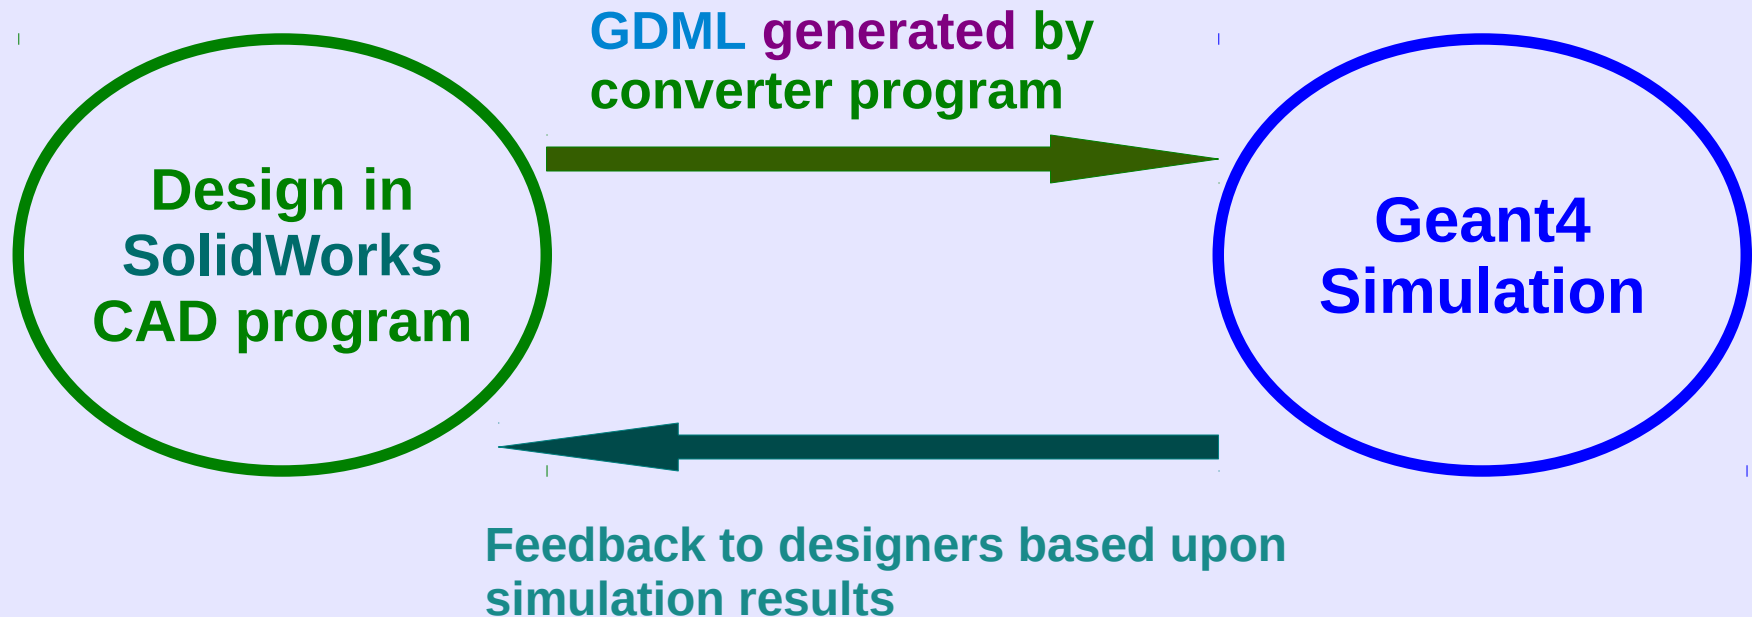 GDML generated by
converter program
Design in
SolidWorks
CAD program
Geant4
Simulation
Feedback to designers based upon
simulation results